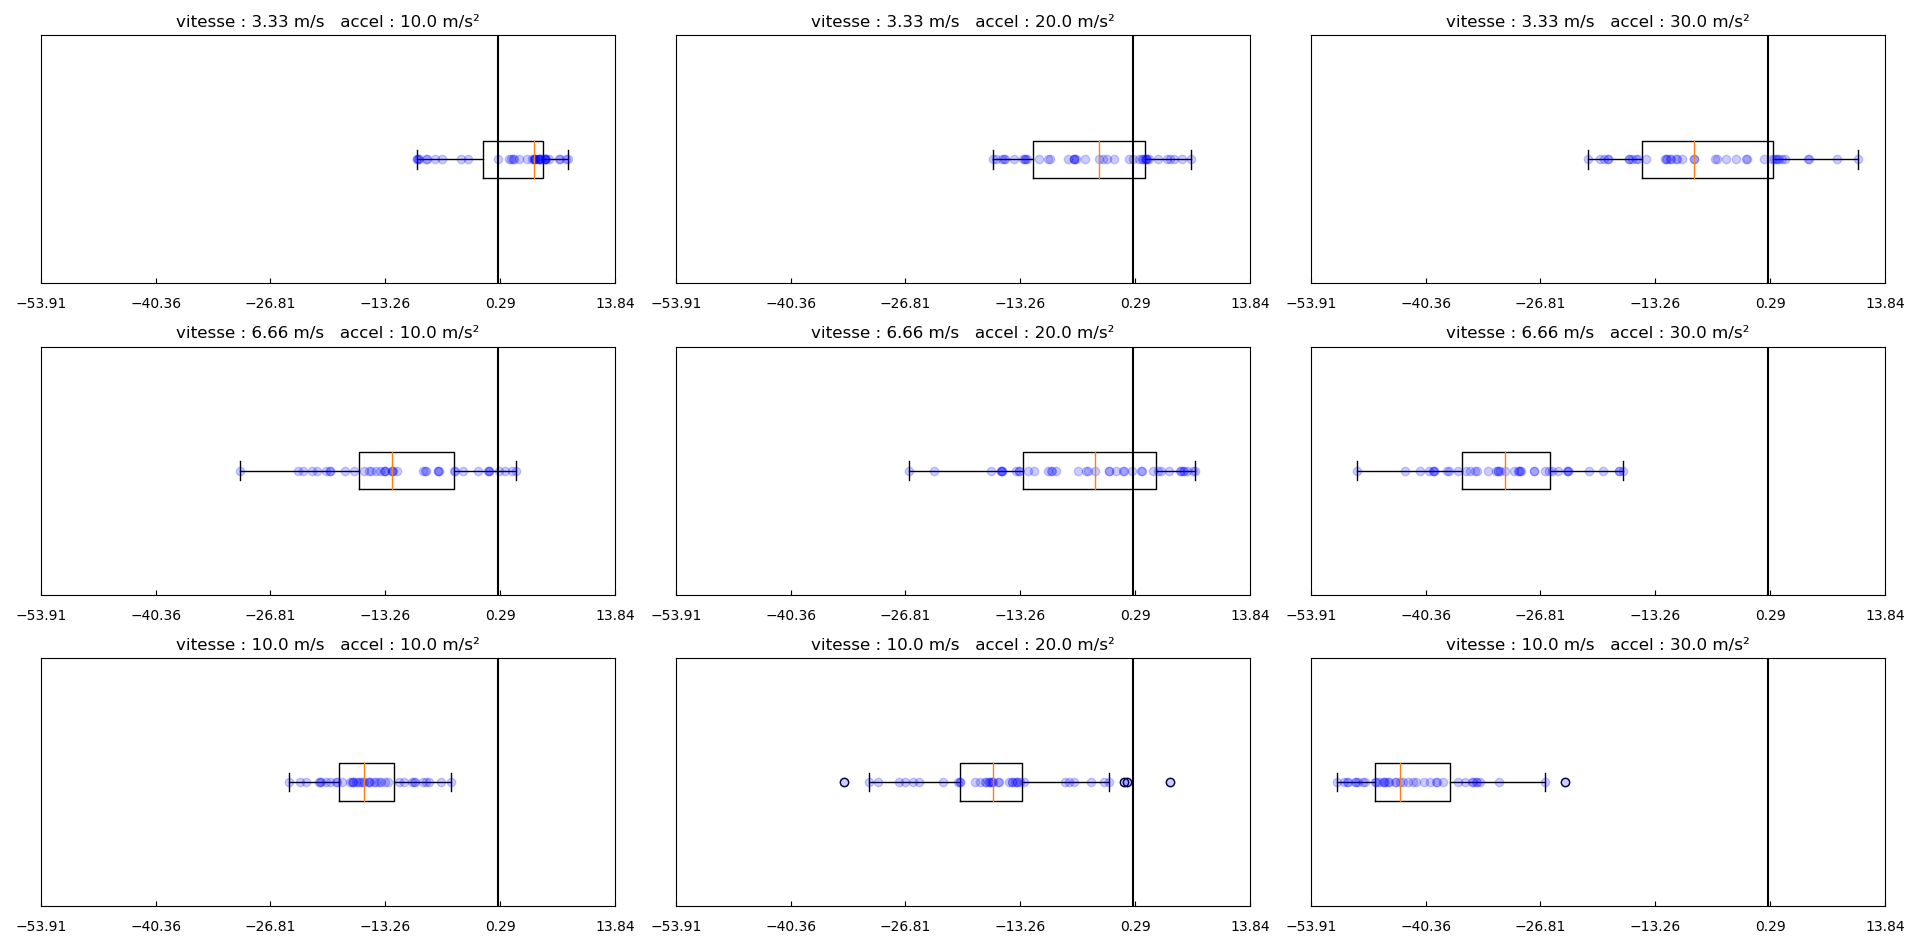 vitesse : 3.33 m/s   accel : 10.0 m/s²
vitesse : 3.33 m/s   accel : 20.0 m/s²
vitesse : 3.33 m/s   accel : 30.0 m/s²
−53.91 −40.36 −26.81 −13.26 0.29 13.84
−53.91 −40.36 −26.81 −13.26 0.29 13.84
−53.91 −40.36 −26.81 −13.26 0.29 13.84
vitesse : 6.66 m/s   accel : 10.0 m/s²
vitesse : 6.66 m/s   accel : 20.0 m/s²
vitesse : 6.66 m/s   accel : 30.0 m/s²
−53.91 −40.36 −26.81 −13.26 0.29 13.84
−53.91 −40.36 −26.81 −13.26 0.29 13.84
−53.91 −40.36 −26.81 −13.26 0.29 13.84
vitesse : 10.0 m/s   accel : 10.0 m/s²
vitesse : 10.0 m/s   accel : 20.0 m/s²
vitesse : 10.0 m/s   accel : 30.0 m/s²
−53.91 −40.36 −26.81 −13.26 0.29 13.84
−53.91 −40.36 −26.81 −13.26 0.29 13.84
−53.91 −40.36 −26.81 −13.26 0.29 13.84